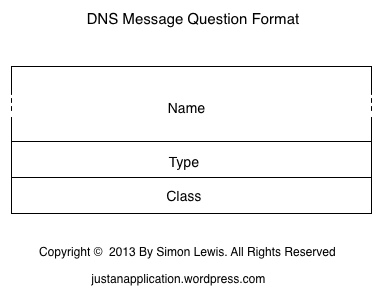 DNS Message Question Format
Name
Type
Class
Copyright © 2013 By Simon Lewis. All Rights Reserved
justanapplication.wordpress.com